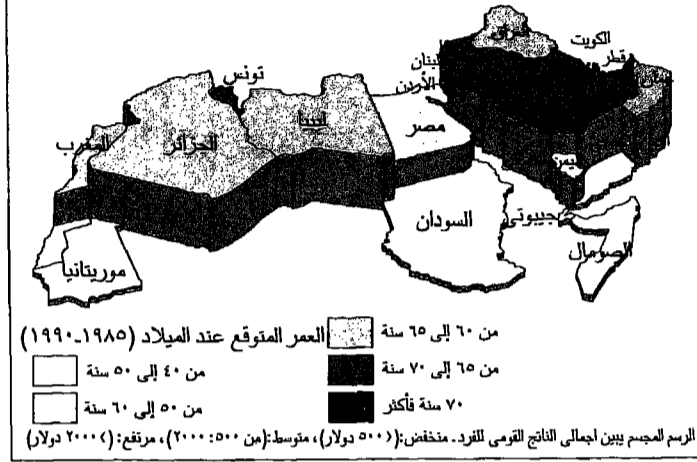 العراق
الكويت
قطر
لبنان
الأردن
عمان
تونس
ليبيا
مصر
المغرب
الجزائر
يمن
السودان
جيبوتى
الصومال
موريتانيا
العمر المتوقع عند الميلاد (١٩٨٥-١٩٩٠)
من ٦٠ إلى ٦٥ سنة
من ٤٠ إلى ٥٠ سنة
من ٦٥ إلى ٧٠ سنة
من ٥٠ إلى ٦٠ سنة
٧٠ سنة فأكثر
الرسم المجسم يبين اجمالى الناتج القومى للفرد. منخفض:(< ٥٠٠ دولار)، متوسط:(من ٥٠٠: ٢٠٠٠)، مرتفع:(> ٢٠٠٠ دولار)